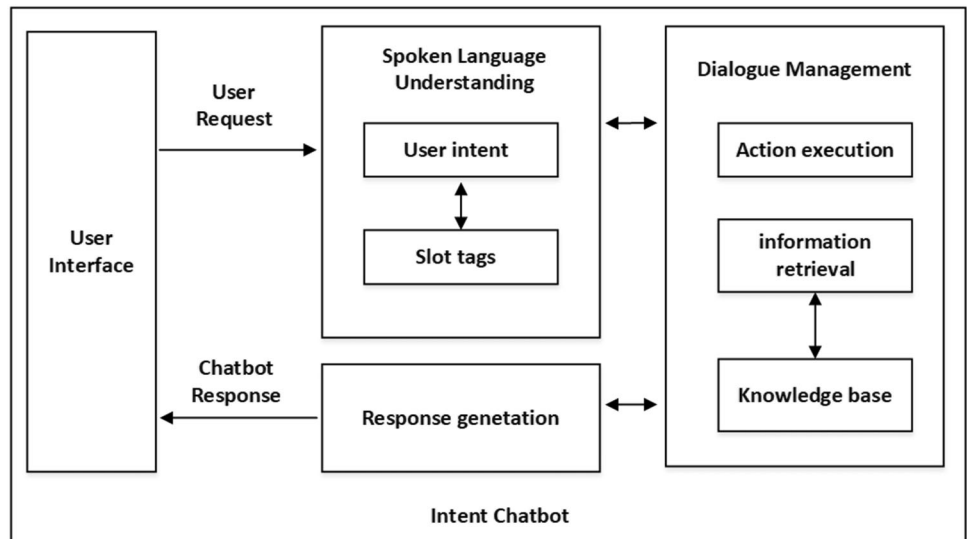 User
Interface
User
Request
Spoken Language
Understanding
User intent
Slot tags
Dialogue Management
Action execution
information
retrieval
Knowledge base
Chatbot
Response
Response genetation
Intent Chatbot